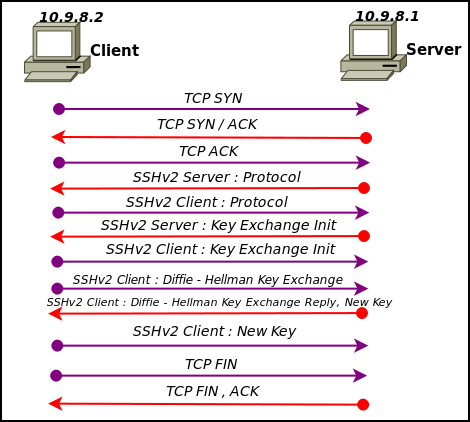 10.9.8.2
10.9.8.1
Client
Server
TCP SYN
TCP SYN / ACK
TCP ACK
SSHv2 Server : Protocol
SSHv2 Client : Protocol
SSHv2 Server : Key Exchange Init
SSHv2 Client : Key Exchange Init
SSHv2 Client : Diffie - Hellman Key Exchange
SSHv2 Client : Diffie - Hellman Key Exchange Reply, New Key
SSHv2 Client : New Key
TCP FIN
TCP FIN , ACK